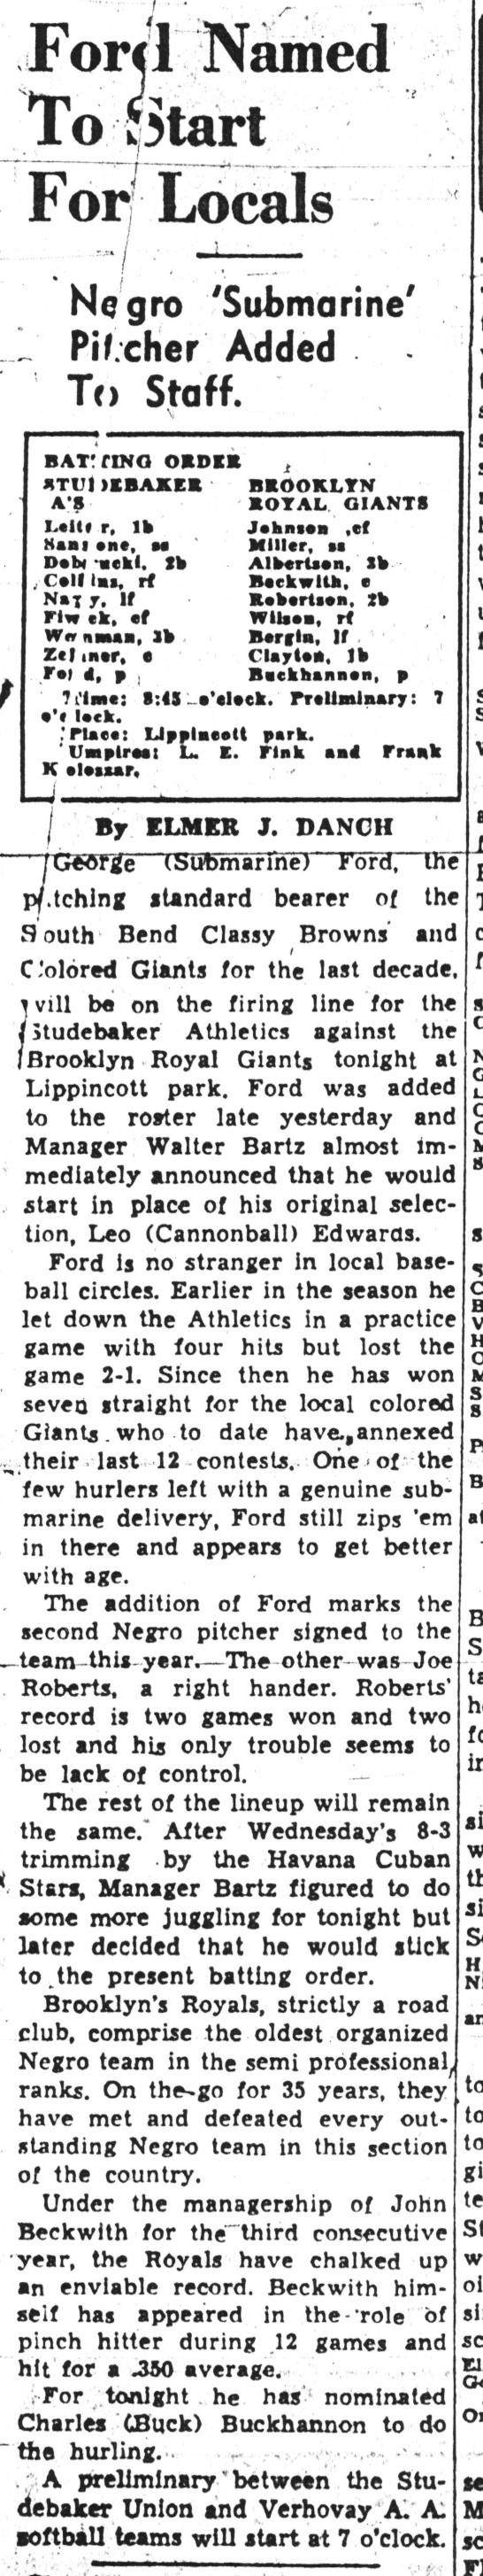 Ford Named
To Start
For Locals
Negro 'Submarine'
Pitcher Added
To Staff.
BATTING ORDER
STUDEBAKER A'S
BROOKLYN ROYAL GIANTS
Leiter, 1b Johnson ,cf
Sansone, ss Miller, ss
Albertson, 3b
Collins, rf Beckwith, c
Nagy, lf Robertson, 2b
Fiwek, cf Wilson, rf
Wenman, 3b Bergin, lf
Clayton, 1b
Ford, p Buckhannon, p
Time: 8:45 o'clock. Preliminary: 7
o'clock.
Place: Lippincott park.
Umpires: L. E. Fink and Frank
Kolossar.
By ELMER J. DANCH
George (Submarine) Ford, the
pitching standard bearer of the
South Bend Classy Browns and
Colored Giants for the last decade,
will be on the firing line for the
Studebaker Athletics against the
Brooklyn Royal Giants tonight at
Lippincott park. Ford was added
to the roster late yesterday and
Manager Walter Bartz almost im-
mediately announced that he would
start in place of his original selec-
tion, Leo (Cannonball) Edwards.
Ford is no stranger in local base-
ball circles. Earlier in the season he
let down the Athletics in a practice
game with four hits but lost the
game 2-1. Since then he has won
seven straight for the local colored
Giants who to date have annexed
their last 12 contests. One of the
few hurlers left with a genuine sub-
marine delivery, Ford still zips 'em
in there and appears to get better
with age.
The addition of Ford marks the
second Negro pitcher signed to the
team this year. The other was Joe
Roberts, a right hander. Roberts'
record is two games won and two
lost and his only trouble seems to
be lack of control.
The rest of the lineup will remain
the same. After Wednesday's 8-3
trimming by the Havana Cuban
Stars, Manager Bartz figured to do
some more juggling for tonight but
later decided that he would stick
to the present batting order.
Brooklyn's Royals, strictly a road
club, comprise the oldest organized
Negro team in the semi professional
ranks. On the go for 35 years, they
have met and defeated every out-
standing Negro team in this section
of the country.
Under the managership of John
Beckwith for the third consecutive
year, the Royals have chalked up
an enviable record. Beckwith him-
self has appeared in the role of
pinch hitter during 12 games and
hit for a .350 average.
For tonight he has nominated
Charles (Buck) Buckhannon to do
the hurling.
A preliminary between the Stu-
debaker Union and Verhovay A. A.
softball teams will start at 7 o'clock.